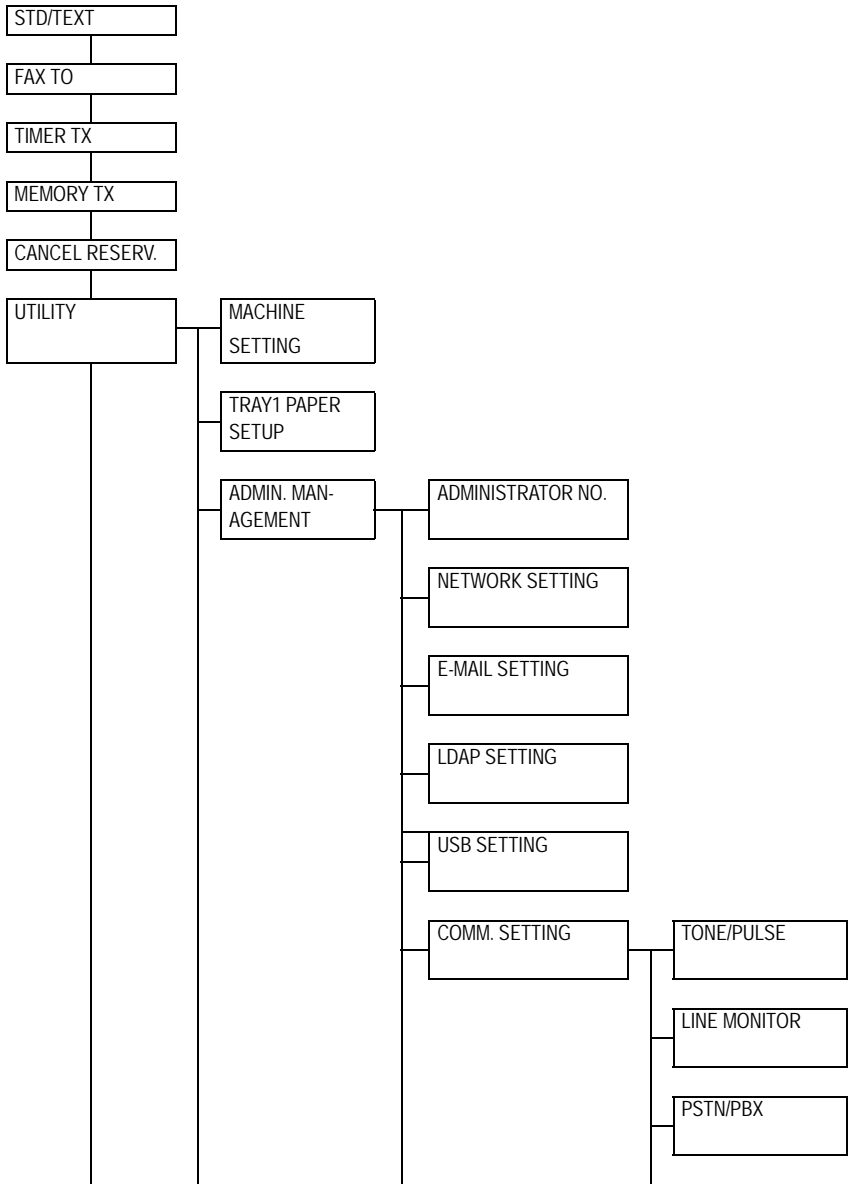 STD/TEXT
FAX TO
TIMER TX
MEMORY TX
CANCEL RESERV.
UTILITY
MACHINE
SETTING
TRAY1 PAPER
SETUP
ADMIN. MAN-
AGEMENT
ADMINISTRATOR NO.
NETWORK SETTING
E-MAIL SETTING
LDAP SETTING
USB SETTING
COMM. SETTING
TONE/PULSE
LINE MONITOR
PSTN/PBX